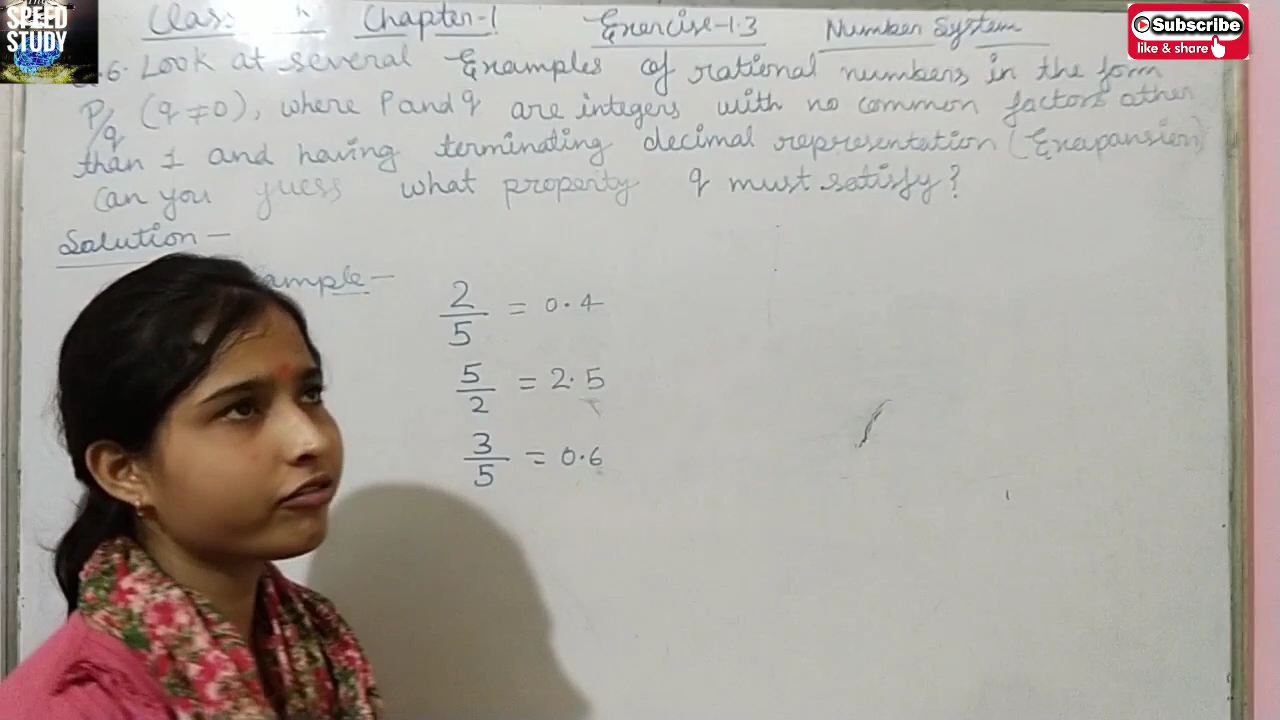 SPEED
STUDY
Class Chapter-1 Exercise-1.3 Number System
Subscribe
like & share
6. Look at several Examples of rational numbers in the form
P/q (q ≠ 0), where P and q are integers with no common factors other
than 1 and having terminating decimal representation (Exapansion)
Can you guess what property q must satisfy?
Solution -
ample -
2/5 = 0.4
5/2 = 2.5
3/5 = 0.6